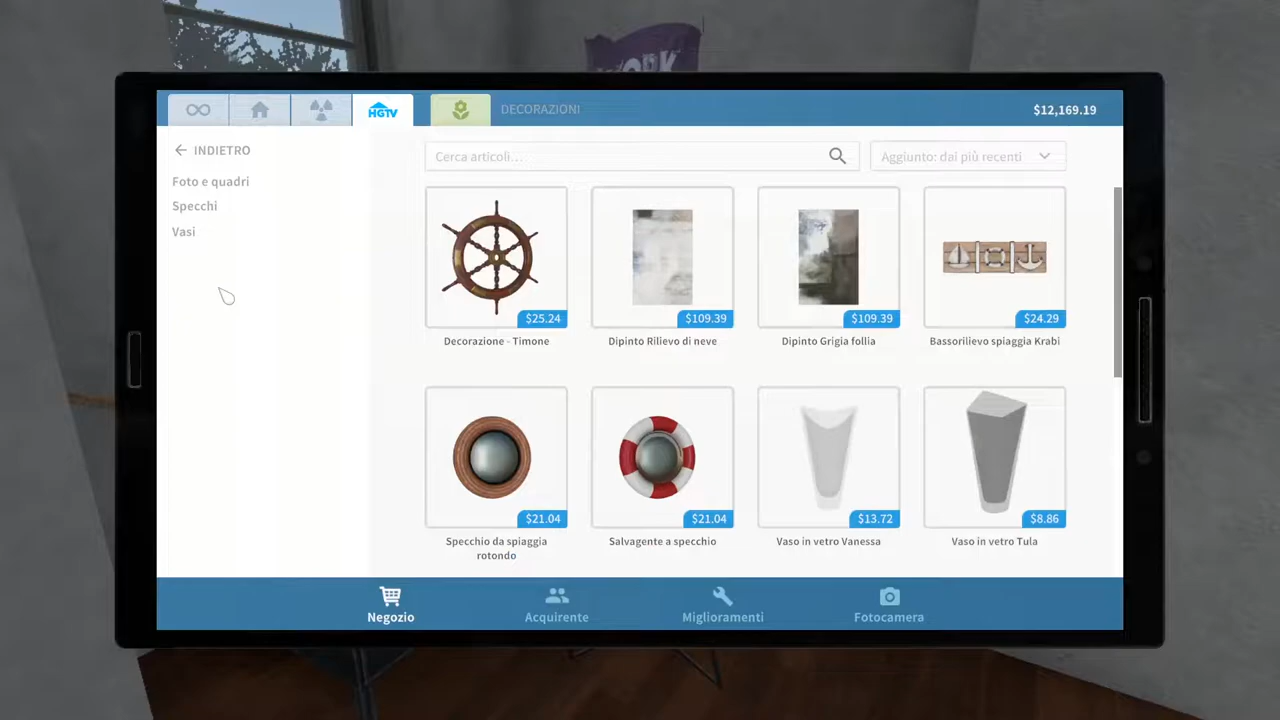 WORK
HGTV
DECORAZIONI
$12,169.19
INDIETRO
Foto e quadri
Specchi
Vasi
Cerca articoli...
Aggiunto: dai più recenti
$25.24
$109.39
$109.39
$24.29
Decorazione - Timone
Dipinto Rilievo di neve
Dipinto Grigia follia
Bassorilievo spiaggia Krabi
$21.04
$21.04
$13.72
$8.86
Specchio da spiaggia
rotondo
Salvagente a specchio
Vaso in vetro Vanessa
Vaso in vetro Tula
Negozio
Acquirente
Miglioramenti
Fotocamera